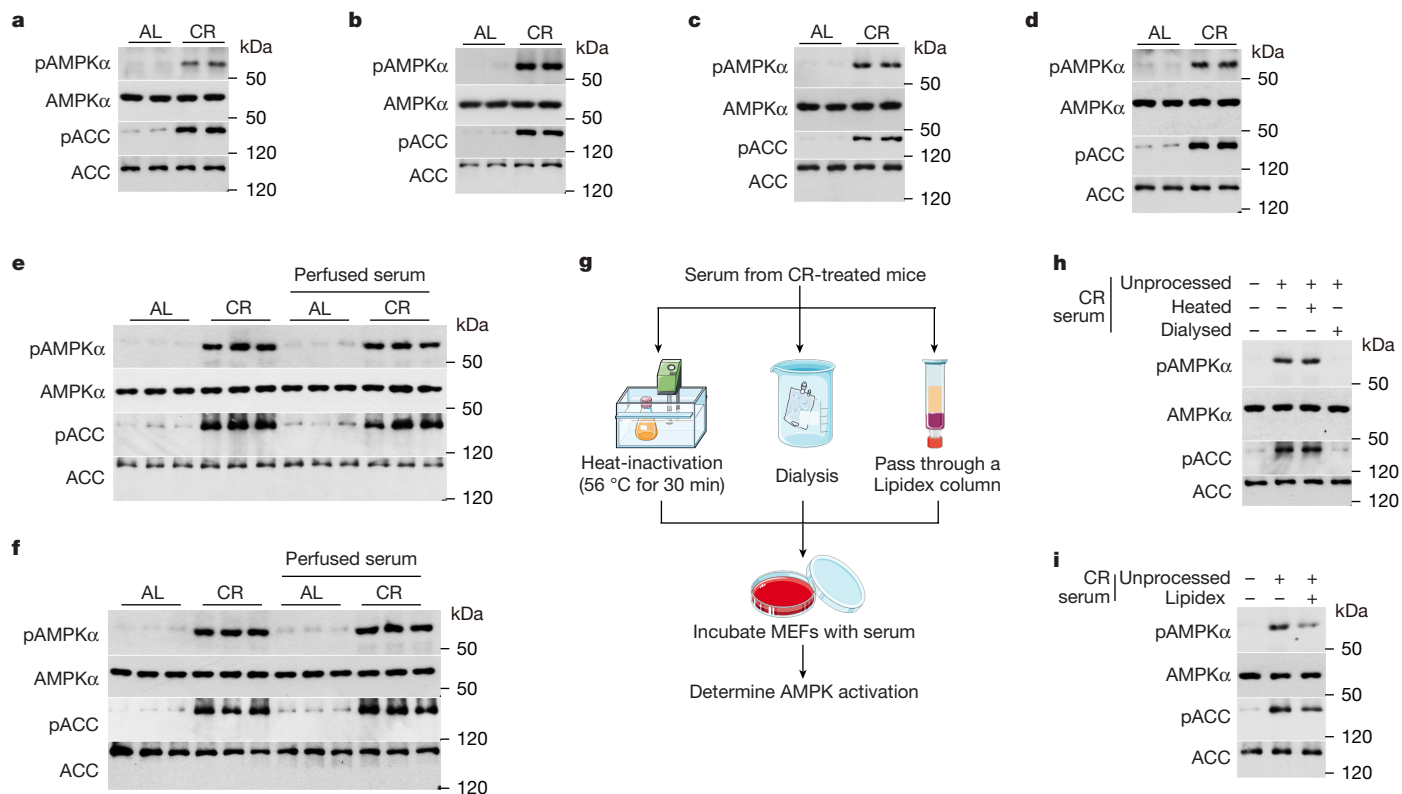 a
AL CR
kDa
pAMPKα
50
AMPKα
50
pACC
120
ACC
120
b
AL CR
kDa
pAMPKα
50
AMPKα
50
pACC
120
ACC
120
c
AL CR
kDa
pAMPKα
50
AMPKα
50
pACC
120
ACC
120
d
AL CR
kDa
pAMPKα
50
AMPKα
50
pACC
120
ACC
120
e
Perfused serum
AL CR AL CR
kDa
pAMPKα
50
AMPKα
50
pACC
120
ACC
120
f
Perfused serum
AL CR AL CR
kDa
pAMPKα
50
AMPKα
50
pACC
120
ACC
120
g
Serum from CR-treated mice
Heat-inactivation
(56 °C for 30 min)
Dialysis
Pass through a
Lipidex column
Incubate MEFs with serum
Determine AMPK activation
h
CR
serum
Unprocessed – + + +
Heated – – + –
Dialysed – – – +
kDa
pAMPKα
50
AMPKα
50
pACC
120
ACC
120
i
CR
serum
Unprocessed – + +
Lipidex – – +
kDa
pAMPKα
50
AMPKα
50
pACC
120
ACC
120